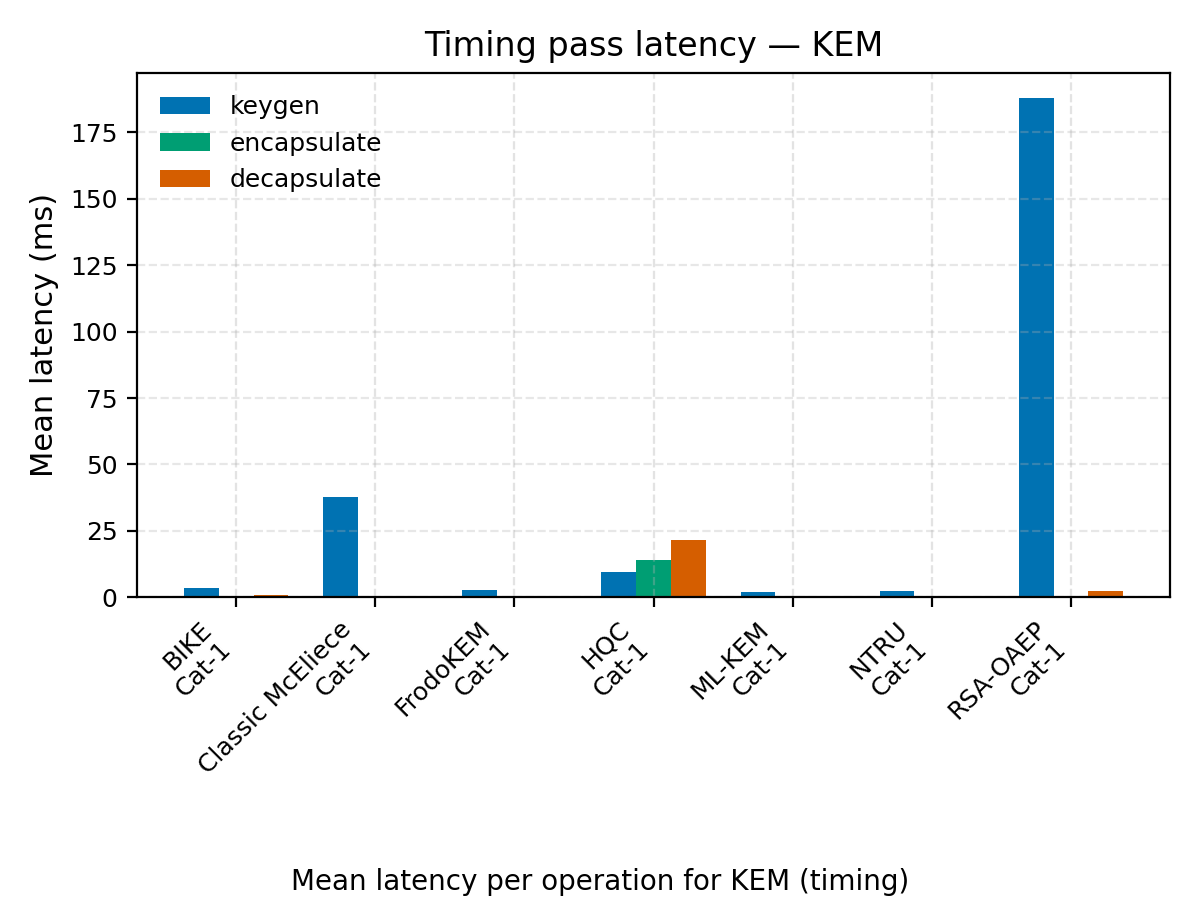 Timing pass latency — KEM
keygen
encapsulate
decapsulate
Mean latency (ms)
175
150
125
100
75
50
25
0
BIKE
Cat-1
Classic McEliece
Cat-1
FrodoKEM
Cat-1
HQC
Cat-1
ML-KEM
Cat-1
NTRU
Cat-1
RSA-OAEP
Cat-1
Mean latency per operation for KEM (timing)